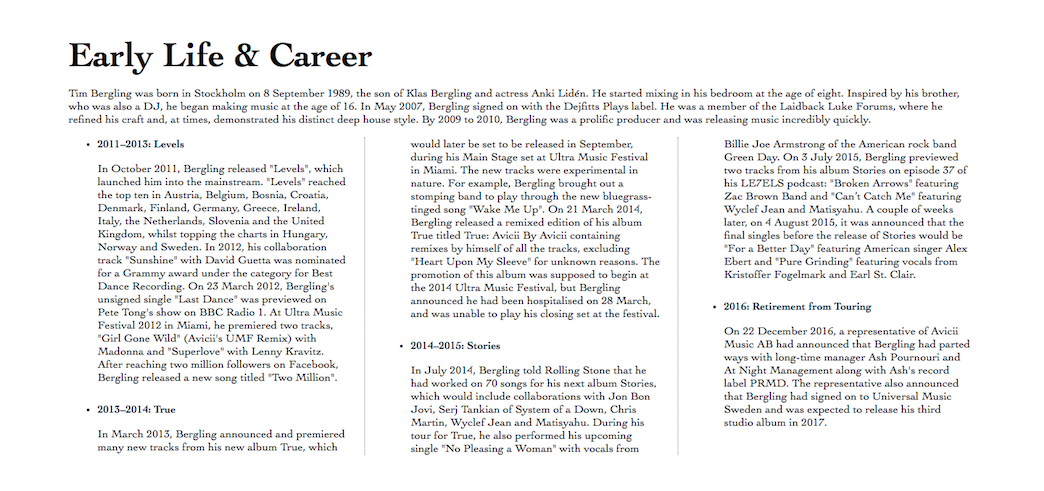 Early Life & Career
Tim Bergling was born in Stockholm on 8 September 1989, the son of Klas Bergling and actress Anki Lidén. He started mixing in his bedroom at the age of eight. Inspired by his brother,
who was also a DJ, he began making music at the age of 16. In May 2007, Bergling signed on with the Dejfitts Plays label. He was a member of the Laidback Luke Forums, where he
refined his craft and, at times, demonstrated his distinct deep house style. By 2009 to 2010, Bergling was a prolific producer and was releasing music incredibly quickly.
• 2011–2013: Levels
In October 2011, Bergling released "Levels", which
launched him into the mainstream. "Levels" reached
the top ten in Austria, Belgium, Bosnia, Croatia,
Denmark, Finland, Germany, Greece, Ireland,
Italy, the Netherlands, Slovenia and the United
Kingdom, whilst topping the charts in Hungary,
Norway and Sweden. In 2012, his collaboration
track "Sunshine" with David Guetta was nominated
for a Grammy award under the category for Best
Dance Recording. On 23 March 2012, Bergling's
unsigned single "Last Dance" was previewed on
Pete Tong's show on BBC Radio 1. At Ultra Music
Festival 2012 in Miami, he premiered two tracks,
"Girl Gone Wild" (Avicii's UMF Remix) with
Madonna and "Superlove" with Lenny Kravitz.
After reaching two million followers on Facebook,
Bergling released a new song titled "Two Million".
• 2013–2014: True
In March 2013, Bergling announced and premiered
many new tracks from his new album True, which
would later be set to be released in September,
during his Main Stage set at Ultra Music Festival
in Miami. The new tracks were experimental in
nature. For example, Bergling brought out a
stomping band to play through the new bluegrass-
tinged song "Wake Me Up". On 21 March 2014,
Bergling released a remixed edition of his album
True titled True: Avicii By Avicii containing
remixes by himself of all the tracks, excluding
"Heart Upon My Sleeve" for unknown reasons. The
promotion of this album was supposed to begin at
the 2014 Ultra Music Festival, but Bergling
announced he had been hospitalised on 28 March,
and was unable to play his closing set at the festival.
• 2014–2015: Stories
In July 2014, Bergling told Rolling Stone that he
had worked on 70 songs for his next album Stories,
which would include collaborations with Jon Bon
Jovi, Serj Tankian of System of a Down, Chris
Martin, Wyclef Jean and Matisyahu. During his
tour for True, he also performed his upcoming
single "No Pleasing a Woman" with vocals from
Billie Joe Armstrong of the American rock band
Green Day. On 3 July 2015, Bergling previewed
two tracks from his album Stories on episode 37 of
his LE7ELS podcast: "Broken Arrows" featuring
Zac Brown Band and "Can't Catch Me" featuring
Wyclef Jean and Matisyahu. A couple of weeks
later, on 4 August 2015, it was announced that the
final singles before the release of Stories would be
"For a Better Day" featuring American singer Alex
Ebert and "Pure Grinding" featuring vocals from
Kristoffer Fogelmark and Earl St. Clair.
• 2016: Retirement from Touring
On 22 December 2016, a representative of Avicii
Music AB had announced that Bergling had parted
ways with long-time manager Ash Pournouri and
At Night Management along with Ash's record
label PRMD. The representative also announced
that Bergling had signed on to Universal Music
Sweden and was expected to release his third
studio album in 2017.